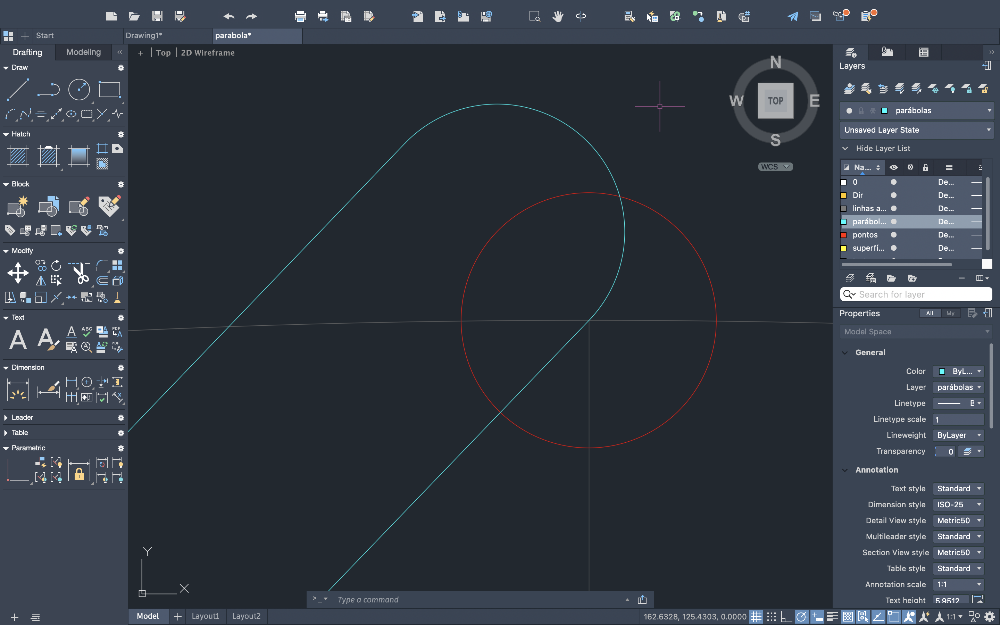 Start
Drawing1*
parabola*
Drafting
Modeling
+ | Top | 2D Wireframe
Draw
Hatch
Block
Modify
Text
A
ABC
PDF
PDF
Dimension
Leader
Table
Parametric
N
W
TOP
E
S
WCS
Y
X
>_ Type a command
Model
Layout1
Layout2
162.6328, 125.4303, 0.0000
1:1
Layers
parábolas
Unsaved Layer State
Hide Layer List
Na...
0 De...
Dir De...
linhas a... De...
parábol... De...
pontos De...
superfí... De...
Search for layer
Properties
All
My
Model Space
General
Color ByL...
Layer parábolas
Linetype B
Linetype scale 1
Lineweight ByLayer
Transparency 0
Annotation
Text style Standard
Dimension style ISO-25
Detail View style Metric50
Multileader style Standard
Section View style Metric50
Table style Standard
Annotation scale 1:1
Text height 5.9512